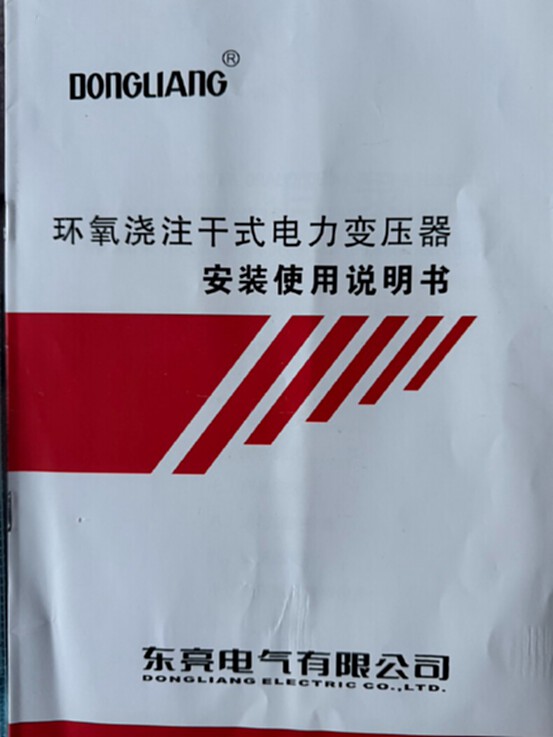 DONGLIANG®
环氧浇注干式电力变压器
安装使用说明书
东亮电气有限公司
DONGLIANG ELECTRIC CO.,LTD.